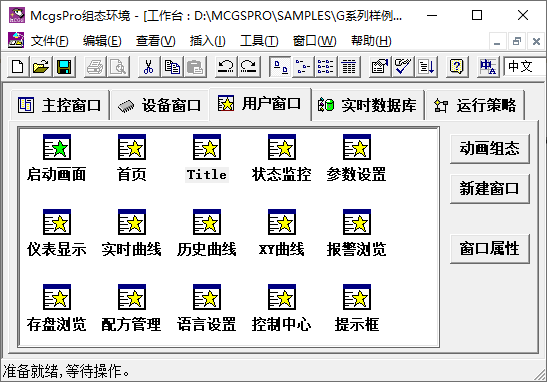 McgsPro组态环境 - [工作台 : D:\MCGSPRO\SAMPLES\G系列样例...
文件(F) 编辑(E) 查看(V) 插入(I) 工具(T) 窗口(W) 帮助(H)
中文
主控窗口 设备窗口 用户窗口 实时数据库 运行策略
启动画面 首页 Title 状态监控 参数设置
动画组态
新建窗口
仪表显示 实时曲线 历史曲线 XY曲线 报警浏览
窗口属性
存盘浏览 配方管理 语言设置 控制中心 提示框
准备就绪,等待操作。